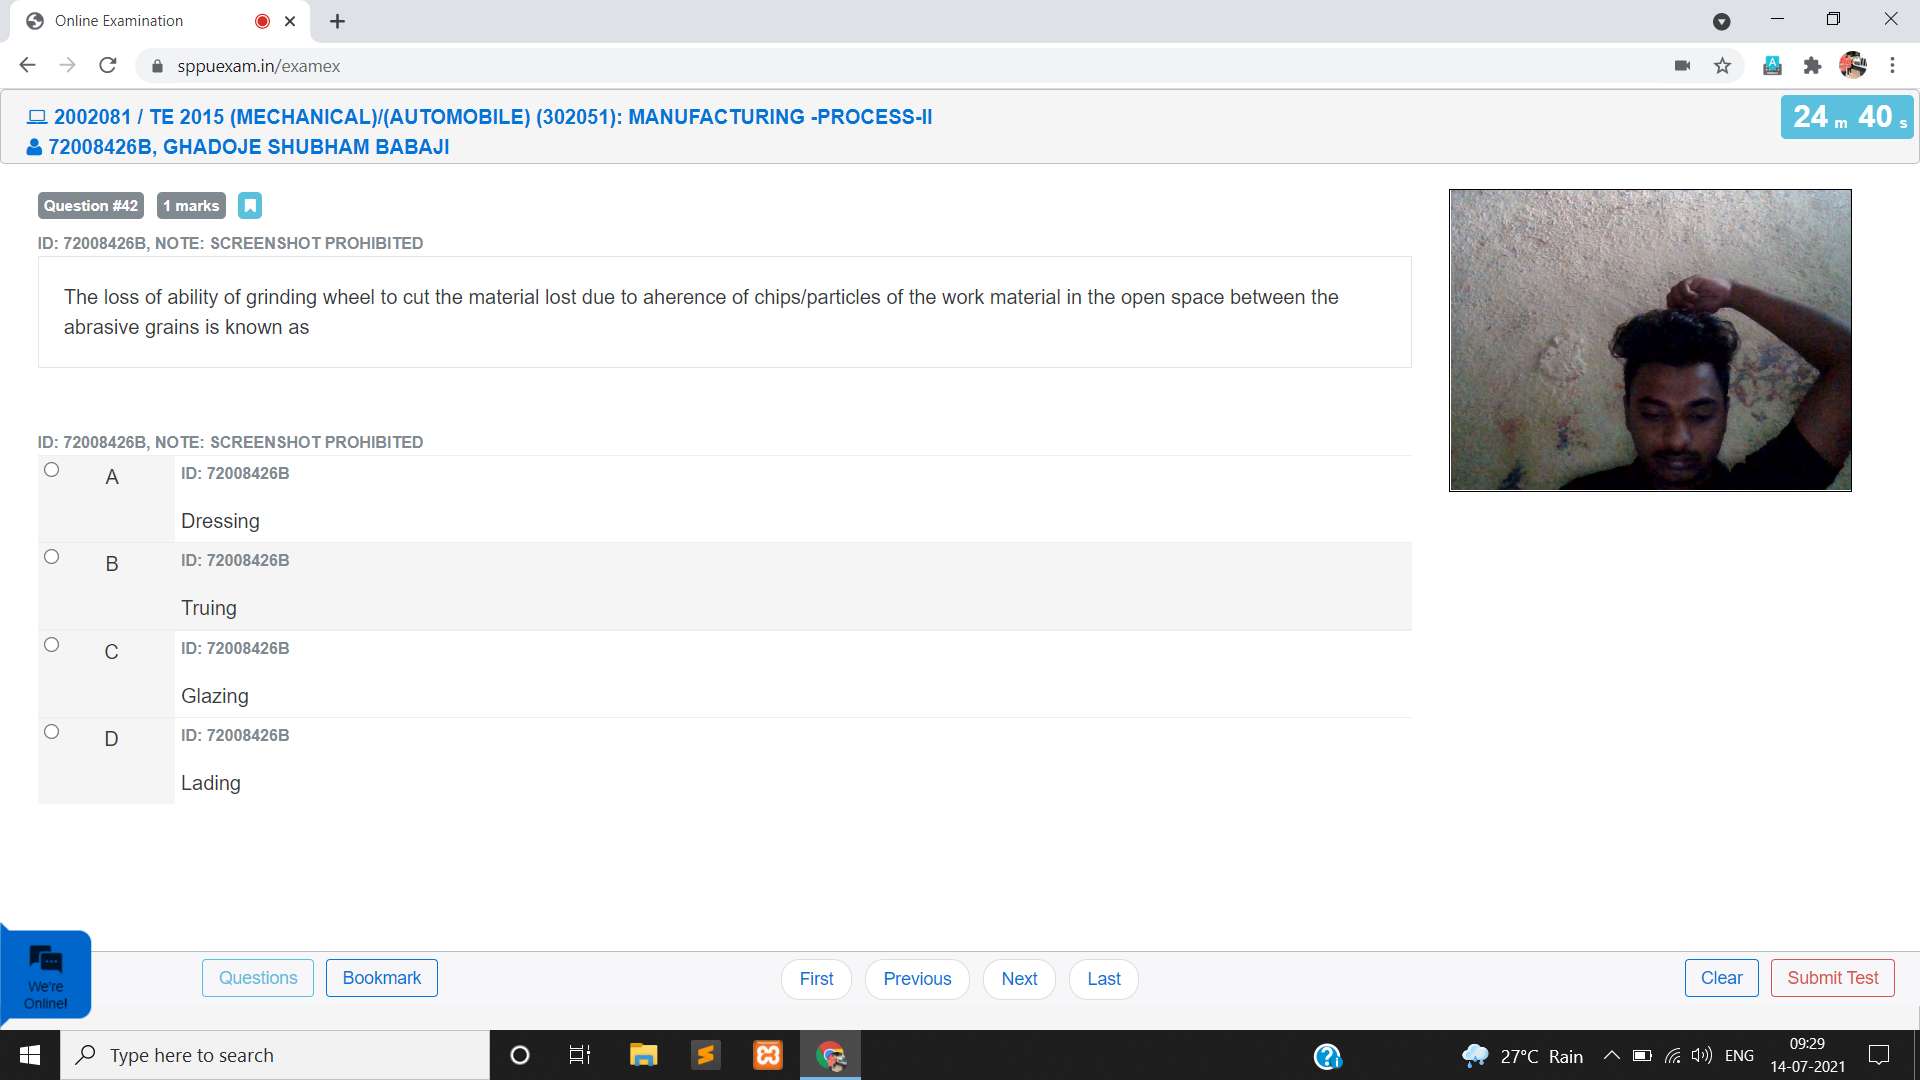 Online Examination
sppuexam.in/examex
2002081 / TE 2015 (MECHANICAL)/(AUTOMOBILE) (302051): MANUFACTURING -PROCESS-II
24 m 40 s
72008426B, GHADOJE SHUBHAM BABAJI
Question #42 1 marks
ID: 72008426B, NOTE: SCREENSHOT PROHIBITED
The loss of ability of grinding wheel to cut the material lost due to aherence of chips/particles of the work material in the open space between the
abrasive grains is known as
ID: 72008426B, NOTE: SCREENSHOT PROHIBITED
A ID: 72008426B
Dressing
B ID: 72008426B
Truing
C ID: 72008426B
Glazing
D ID: 72008426B
Lading
We're
Online!
Questions Bookmark First Previous Next Last Clear Submit Test
Type here to search
27°C Rain ENG
09:29
14-07-2021